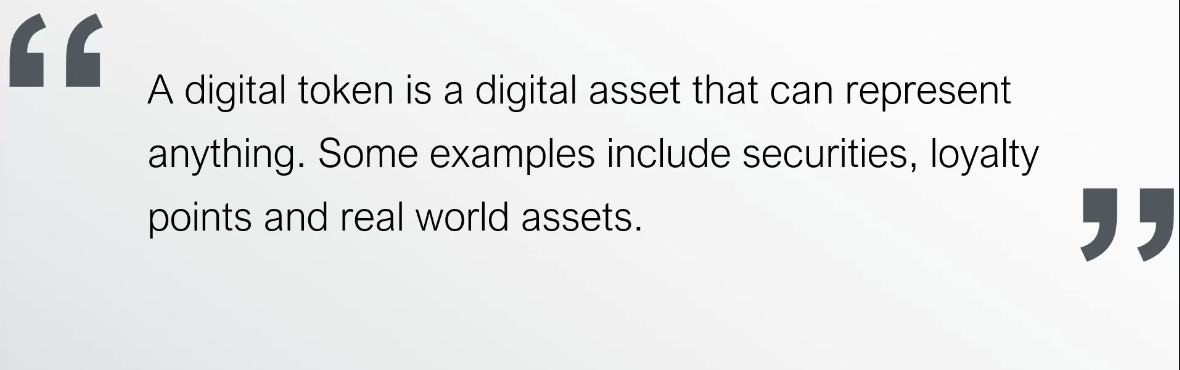 “
A digital token is a digital asset that can represent
anything. Some examples include securities, loyalty
points and real world assets.
”